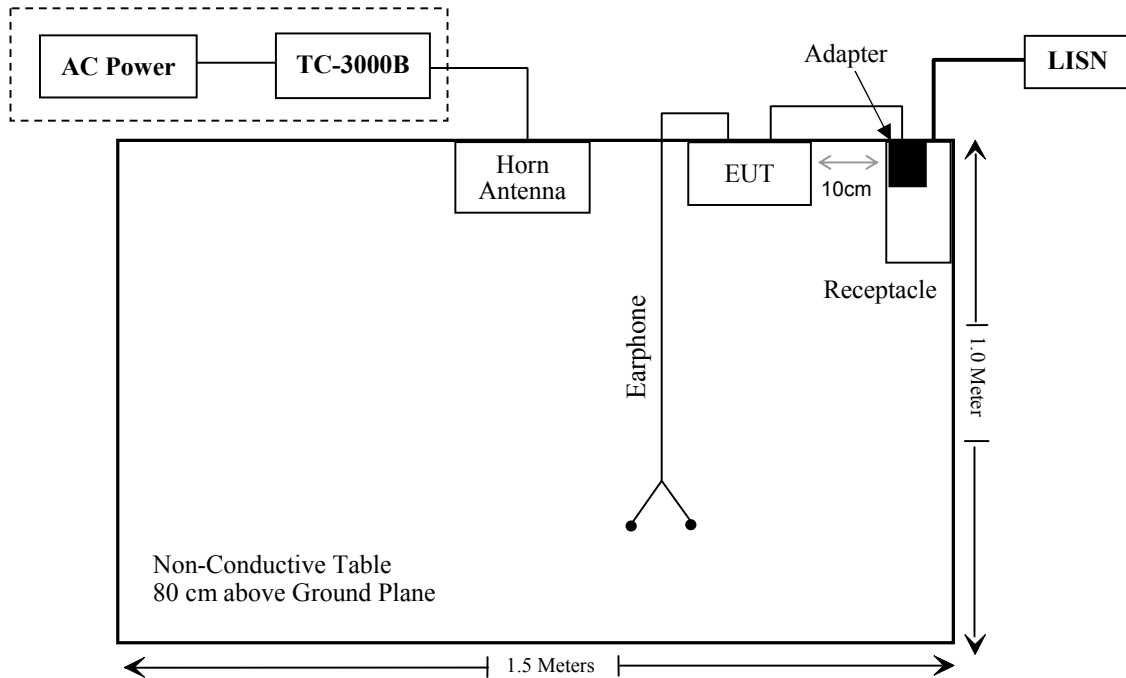 AC Power
TC-3000B
Adapter
LISN
Horn
Antenna
EUT
10cm
Receptacle
Earphone
1.0 Meter
Non-Conductive Table
80 cm above Ground Plane
1.5 Meters